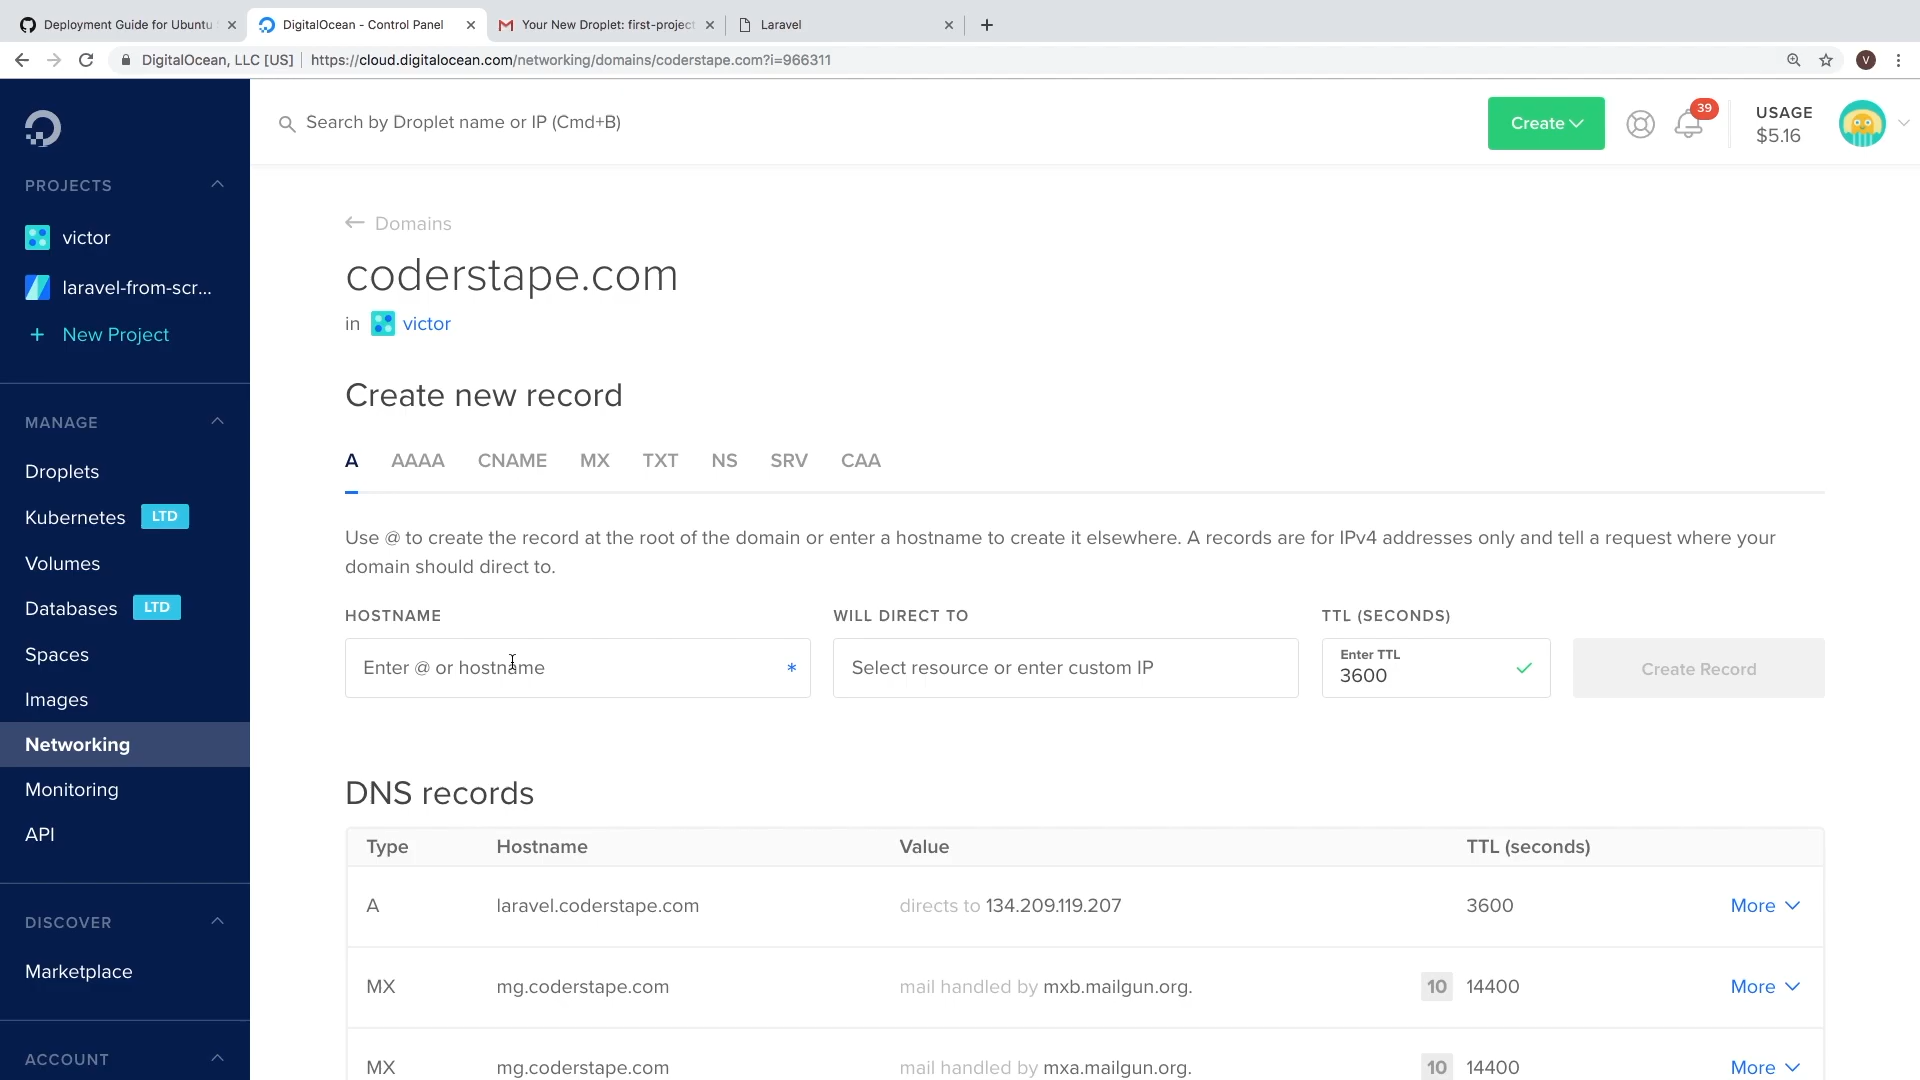 Deployment Guide for Ubuntu
DigitalOcean - Control Panel
Your New Droplet: first-project
Laravel
DigitalOcean, LLC [US]
https://cloud.digitalocean.com/networking/domains/coderstape.com?i=966311
V
Search by Droplet name or IP (Cmd+B)
Create
39
USAGE
$5.16
PROJECTS
victor
laravel-from-scr...
+ New Project
MANAGE
Droplets
Kubernetes LTD
Volumes
Databases LTD
Spaces
Images
Networking
Monitoring
API
DISCOVER
Marketplace
ACCOUNT
← Domains
coderstape.com
in victor
Create new record
A AAAA CNAME MX TXT NS SRV CAA
Use @ to create the record at the root of the domain or enter a hostname to create it elsewhere. A records are for IPv4 addresses only and tell a request where your
domain should direct to.
HOSTNAME WILL DIRECT TO TTL (SECONDS)
Enter @ or hostname *
Select resource or enter custom IP
Enter TTL
3600
Create Record
DNS records
Type Hostname Value TTL (seconds)
A laravel.coderstape.com directs to 134.209.119.207 3600 More
MX mg.coderstape.com mail handled by mxb.mailgun.org. 10 14400 More
MX mg.coderstape.com mail handled by mxa.mailgun.org. 10 14400 More